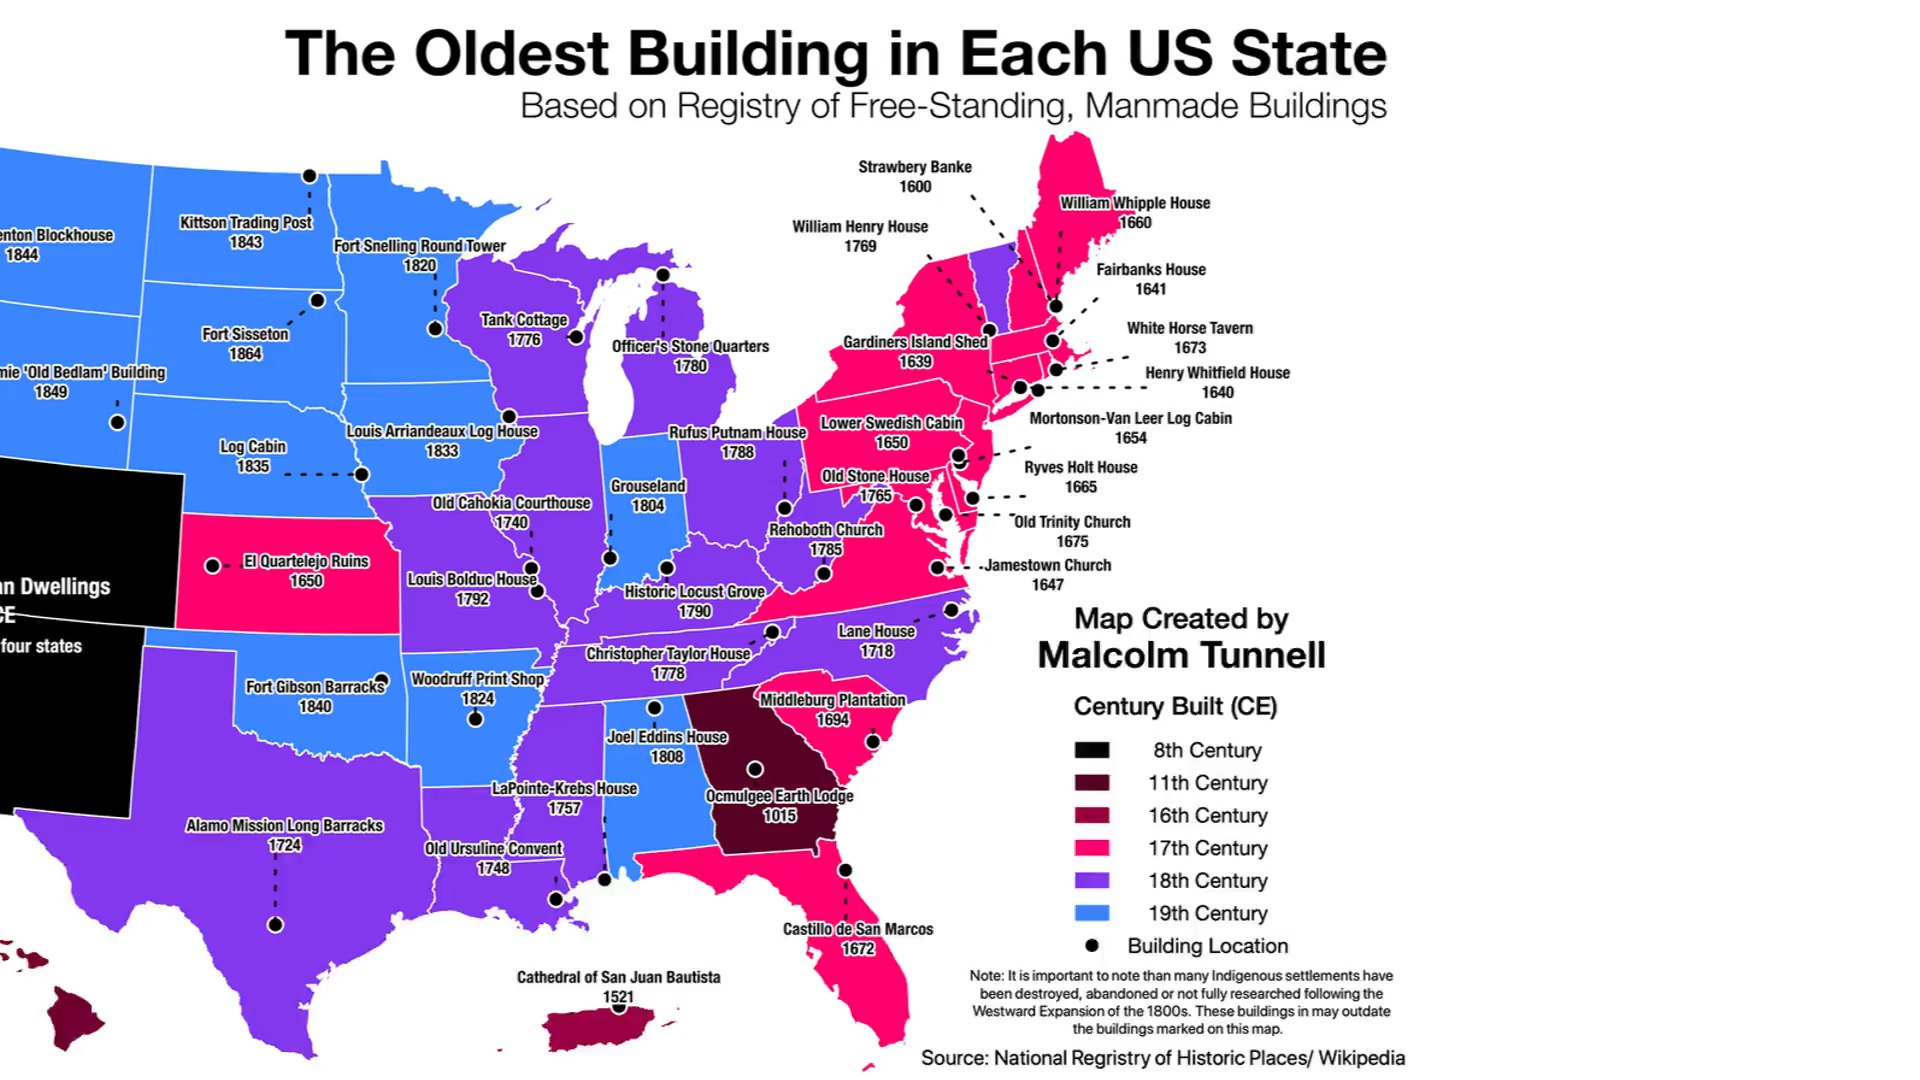 The Oldest Building in Each US State
Based on Registry of Free-Standing, Manmade Buildings
Strawbery Banke
1600
William Whipple House
1660
William Henry House
1769
Kittson Trading Post
1843
enton Blockhouse
1844
Fort Snelling Round Tower
1820
Fairbanks House
1641
Fort Sisseton
1864
Tank Cottage
1776
Officer's Stone Quarters
1780
Gardiners Island Shed
1639
White Horse Tavern
1673
mie 'Old Bedlam' Building
1849
Henry Whitfield House
1640
Log Cabin
1835
Louis Arriandeaux Log House
1833
Rufus Putnam House
1788
Lower Swedish Cabin
1650
Mortonson-Van Leer Log Cabin
1654
Old Stone House
1765
Ryves Holt House
1665
Grouseland
1804
Old Cahokia Courthouse
1740
Rehoboth Church
1785
Old Trinity Church
1675
El Quartelejo Ruins
1650
Jamestown Church
1647
an Dwellings
CE
four states
Louis Bolduc House
1792
Historic Locust Grove
1790
Lane House
1718
Christopher Taylor House
1778
Fort Gibson Barracks
1840
Woodruff Print Shop
1824
Middleburg Plantation
1694
Joel Eddins House
1808
LaPointe-Krebs House
1757
Ocmulgee Earth Lodge
1015
Alamo Mission Long Barracks
1724
Old Ursuline Convent
1748
Castillo de San Marcos
1672
Cathedral of San Juan Bautista
1521
Map Created by
Malcolm Tunnell
Century Built (CE)
8th Century
11th Century
16th Century
17th Century
18th Century
19th Century
Building Location
Note: It is important to note than many Indigenous settlements have
been destroyed, abandoned or not fully researched following the
Westward Expansion of the 1800s. These buildings in may outdate
the buildings marked on this map.
Source: National Regristry of Historic Places/ Wikipedia